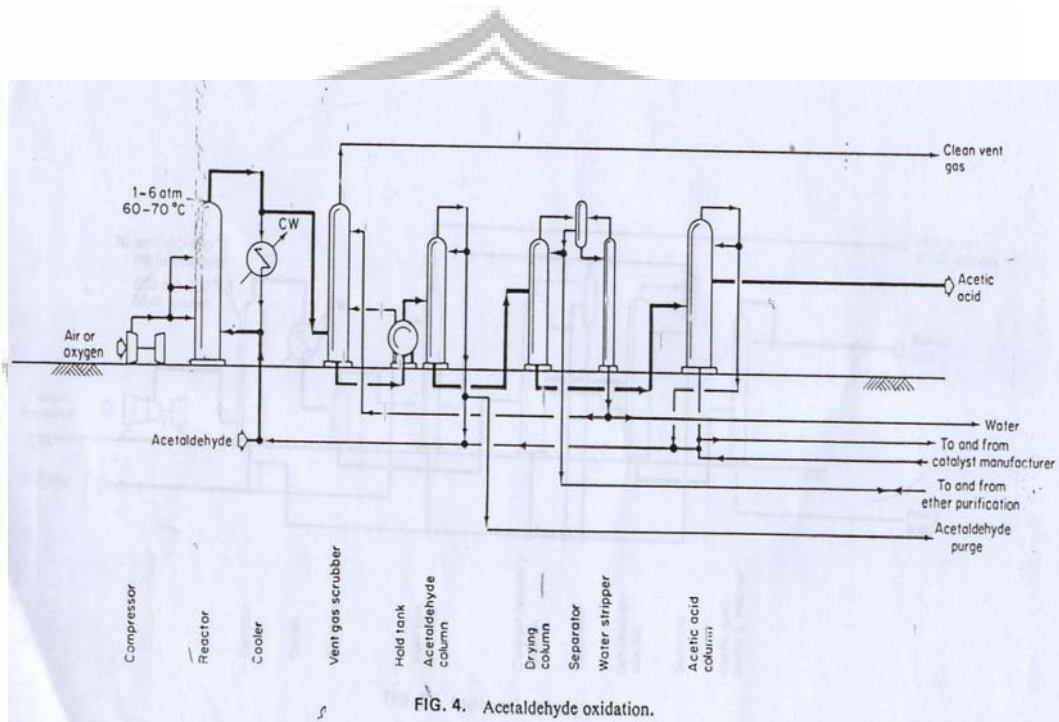 Clean vent
gas
1-6 atm
60-70 °C
CW
Acetic
acid
Air or
oxygen
Water
Acetaldehyde
To and from
catalyst manufacturer
To and from
ether purification
Acetaldehyde
purge
Compressor
Reactor
Cooler
Vent gas scrubber
Hold tank
Acetaldehyde
column
Drying
column
Separator
Water stripper
Acetic acid
column
FIG. 4. Acetaldehyde oxidation.